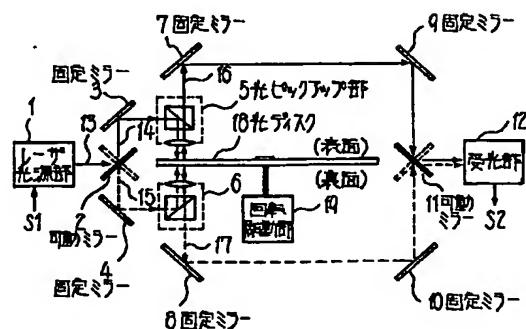 7固定ミラー
9固定ミラー
固定ミラー
3
16
5光ピックアップ部
18光ディスク
1
13
14
(表面)
12
レーザ
光源部
受光部
(裏面)
15
6
S1
2
可動ミラー
回転
駆動部
19
11可動
ミラー
S2
4
17
固定ミラー
8固定ミラー
10固定ミラー